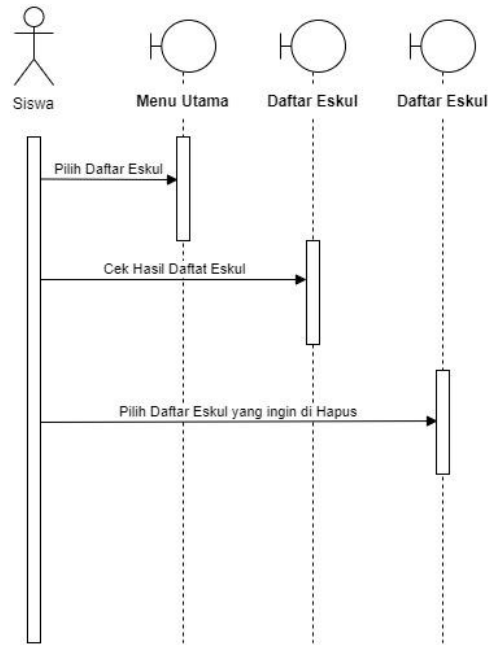 Siswa
Menu Utama
Daftar Eskul
Daftar Eskul
Pilih Daftar Eskul
Cek Hasil Daftat Eskul
Pilih Daftar Eskul yang ingin di Hapus